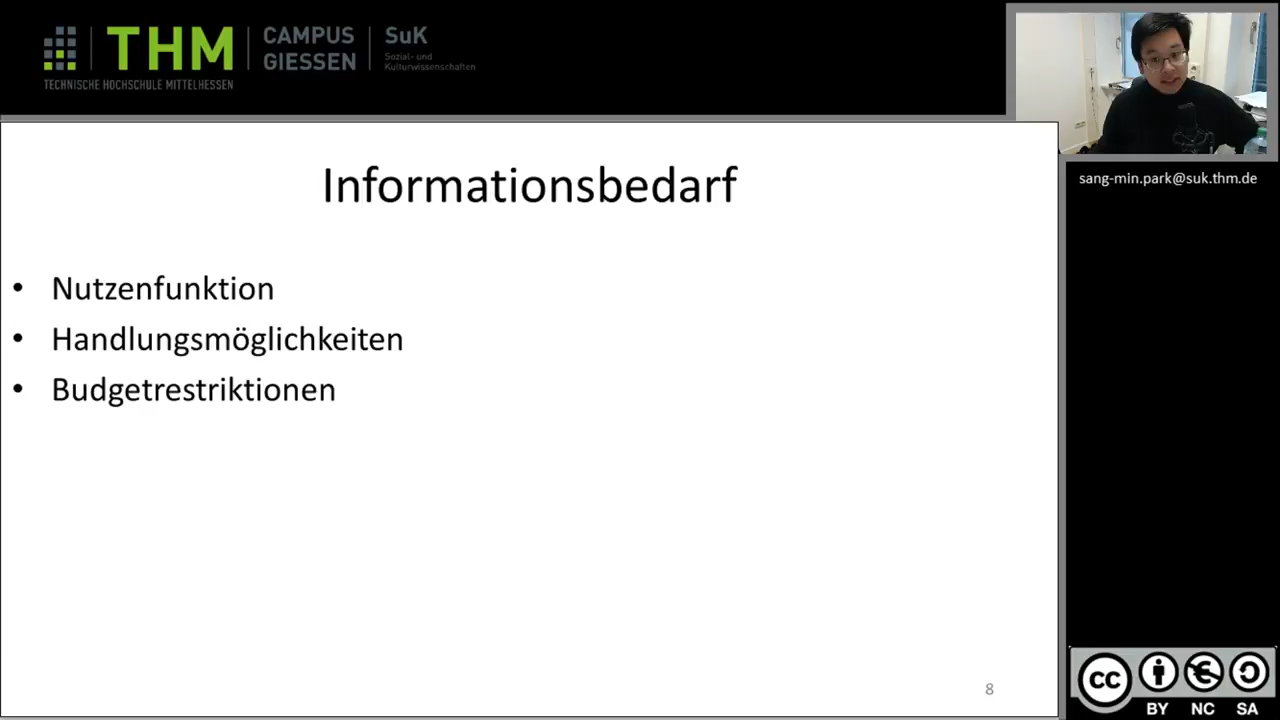 THM
CAMPUS
GIESSEN
SuK
Sozial- und
Kulturwissenschaften
TECHNISCHE HOCHSCHULE MITTELHESSEN
sang-min.park@suk.thm.de
Informationsbedarf
• Nutzenfunktion
• Handlungsmöglichkeiten
• Budgetrestriktionen
8
cc
BY NC SA